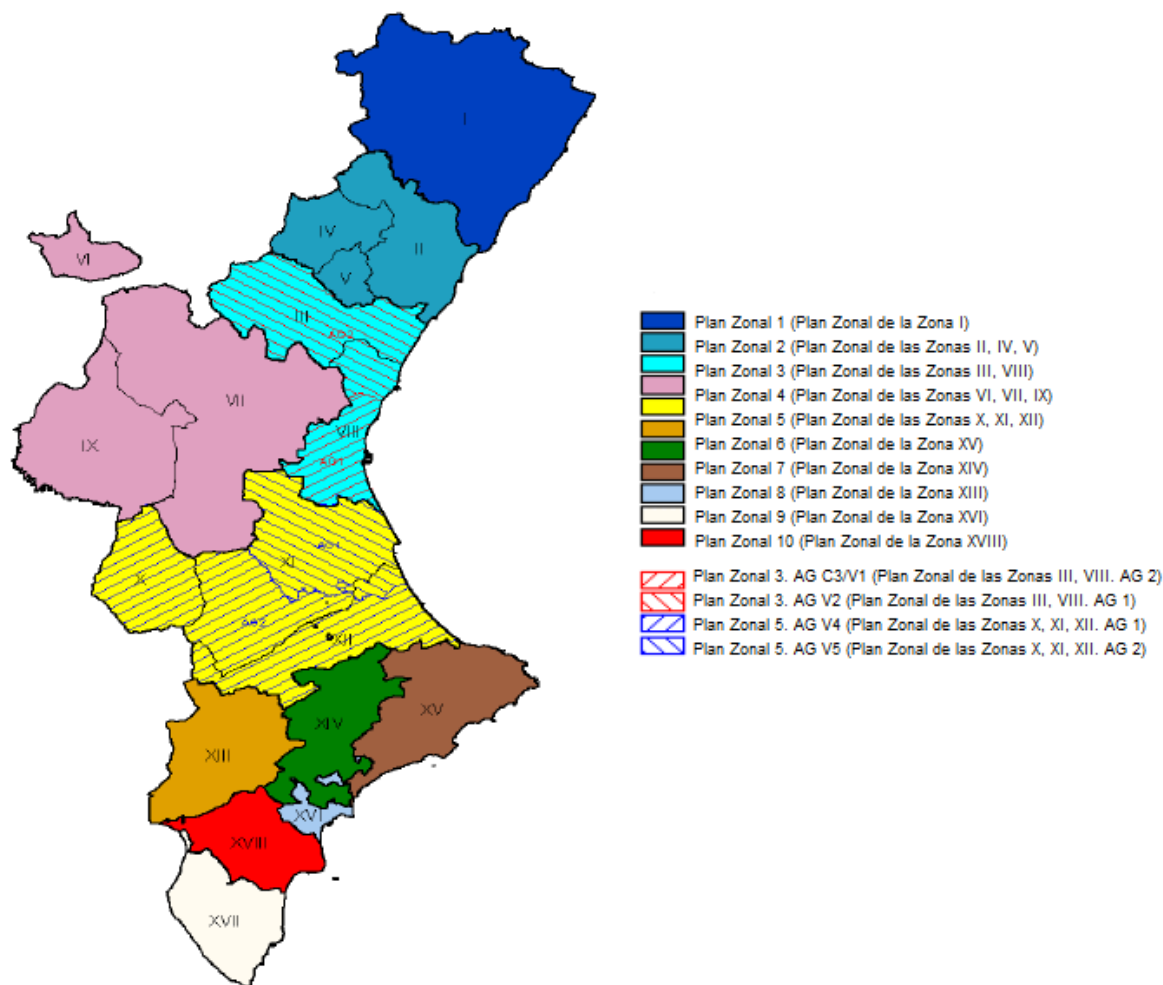 I
IV
II
V
VI
III
AG2
VII
VIII
IX
AG1
AG1
XI
X
AG2
XII
XV
XIV
XIII
XVI
XVIII
XVII
Plan Zonal 1 (Plan Zonal de la Zona I)
Plan Zonal 2 (Plan Zonal de las Zonas II, IV, V)
Plan Zonal 3 (Plan Zonal de las Zonas III, VIII)
Plan Zonal 4 (Plan Zonal de las Zonas VI, VII, IX)
Plan Zonal 5 (Plan Zonal de las Zonas X, XI, XII)
Plan Zonal 6 (Plan Zonal de la Zona XV)
Plan Zonal 7 (Plan Zonal de la Zona XIV)
Plan Zonal 8 (Plan Zonal de la Zona XIII)
Plan Zonal 9 (Plan Zonal de la Zona XVI)
Plan Zonal 10 (Plan Zonal de la Zona XVIII)
Plan Zonal 3. AG C3/V1 (Plan Zonal de las Zonas III, VIII. AG 2)
Plan Zonal 3. AG V2 (Plan Zonal de las Zonas III, VIII. AG 1)
Plan Zonal 5. AG V4 (Plan Zonal de las Zonas X, XI, XII. AG 1)
Plan Zonal 5. AG V5 (Plan Zonal de las Zonas X, XI, XII. AG 2)